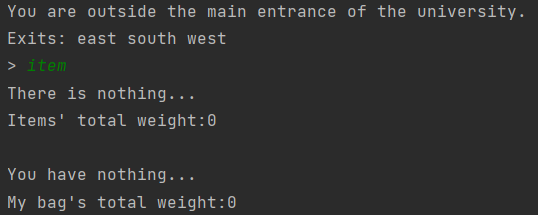 You are outside the main entrance of the university.
Exits: east south west
> item
There is nothing...
Items' total weight:0
You have nothing...
My bag's total weight:0